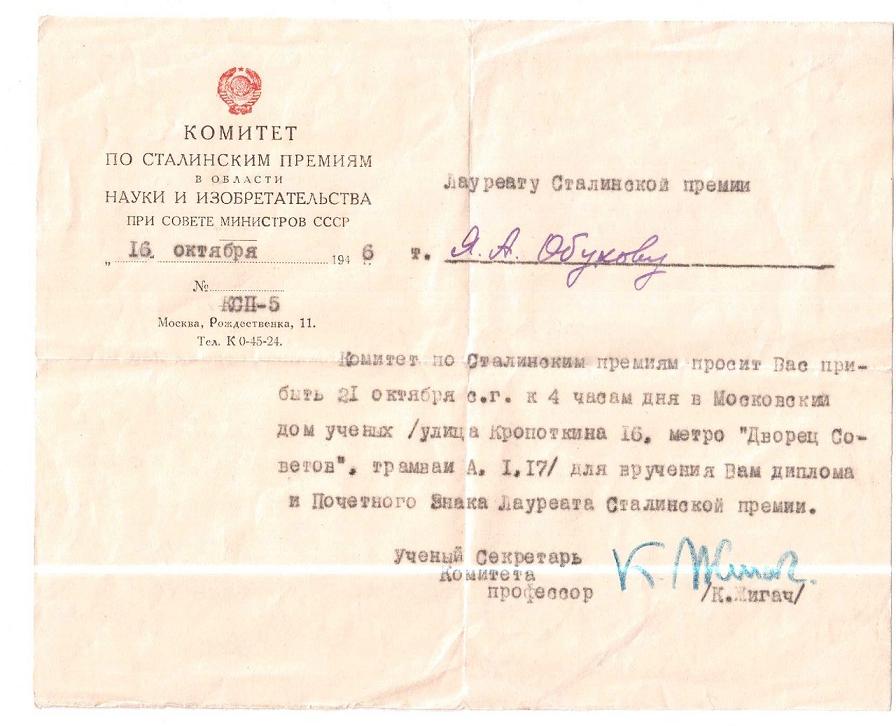 КОМИТЕТ
ПО СТАЛИНСКИМ ПРЕМИЯМ
В ОБЛАСТИ
НАУКИ И ИЗОБРЕТАТЕЛЬСТВА
ПРИ СОВЕТЕ МИНИСТРОВ СССР
„ 16 октября 194 6
№
КСП-5
Москва, Рождественка, 11.
Тел. К 0-45-24.
Лауреату Сталинской премии
т. Я. А. Обухову
Комитет по Сталинским премиям просит Вас при-
быть 21 октября с.г. к 4 часам дня в Московский
дом ученых /улица Кропоткина 16, метро "Дворец Со-
ветов", трамваи А, 1,17/ для вручения Вам диплома
и Почетного Знака Лауреата Сталинской премии.
Ученый Секретарь
Комитета
профессор /К.Жигач/